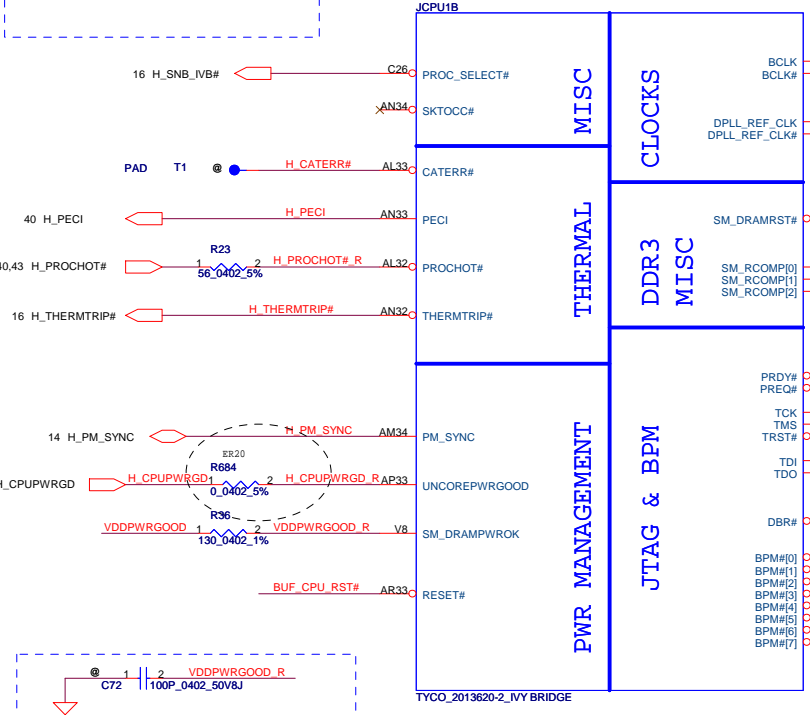 JCPU1B
16 H_SNB_IVB#
C26
PROC_SELECT#
AN34
SKTOCC#
MISC
CLOCKS
BCLK
BCLK#
DPLL_REF_CLK
DPLL_REF_CLK#
PAD T1 @
H_CATERR#
AL33
CATERR#
40 H_PECI
H_PECI
AN33
PECI
40,43 H_PROCHOT#
R23
1 2
56_0402_5%
H_PROCHOT#_R
AL32
PROCHOT#
16 H_THERMTRIP#
H_THERMTRIP#
AN32
THERMTRIP#
THERMAL
DDR3
MISC
SM_DRAMRST#
SM_RCOMP[0]
SM_RCOMP[1]
SM_RCOMP[2]
14 H_PM_SYNC
H_PM_SYNC
AM34
PM_SYNC
H_CPUPWRGD
H_CPUPWRGD
ER20
R684
1 2
0_0402_5%
H_CPUPWRGD_R
AP33
UNCOREPWRGOOD
VDDPWRGOOD
R36
1 2
130_0402_1%
VDDPWRGOOD_R
V8
SM_DRAMPWROK
BUF_CPU_RST#
AR33
RESET#
PWR MANAGEMENT
JTAG & BPM
PRDY#
PREQ#
TCK
TMS
TRST#
TDI
TDO
DBR#
BPM#[0]
BPM#[1]
BPM#[2]
BPM#[3]
BPM#[4]
BPM#[5]
BPM#[6]
BPM#[7]
@
1 2
C72
100P_0402_50V8J
VDDPWRGOOD_R
TYCO_2013620-2_IVY BRIDGE